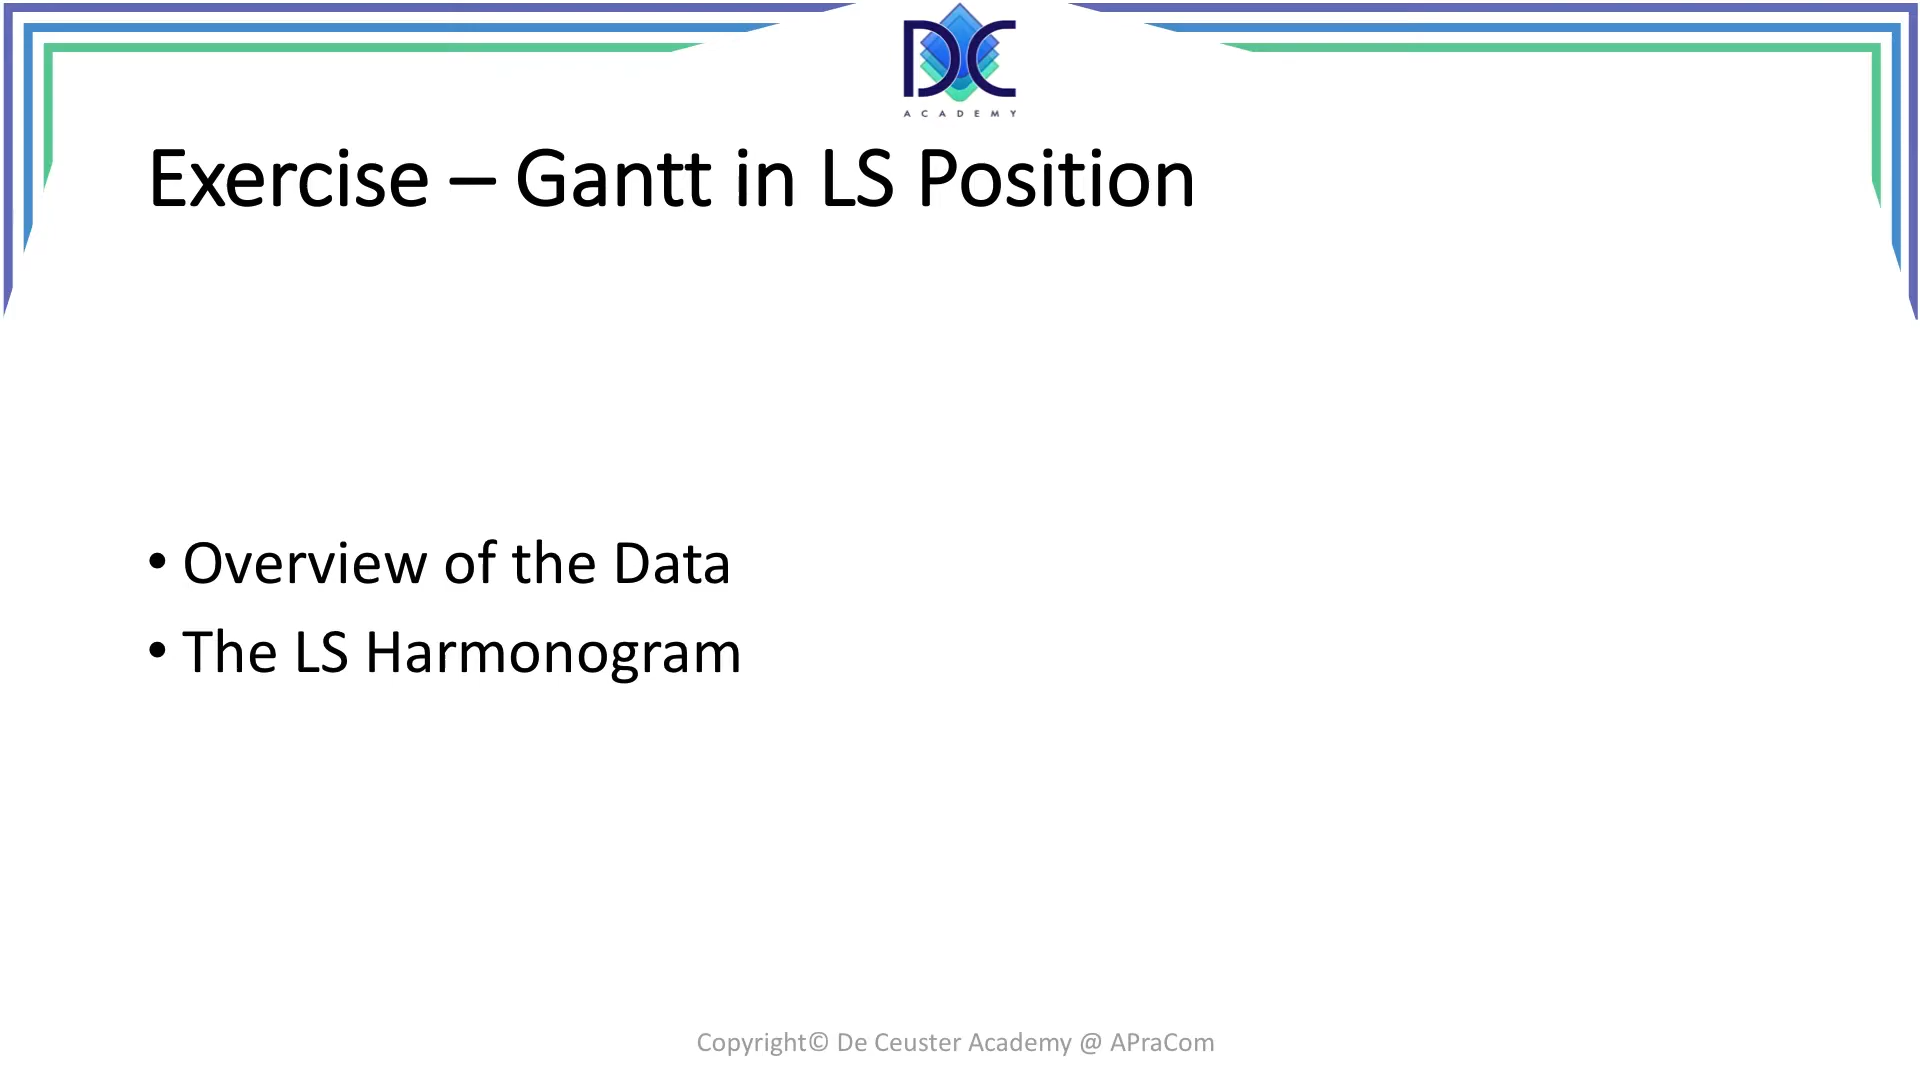 DC
ACADEMY
Exercise – Gantt in LS Position
• Overview of the Data
• The LS Harmonogram
Copyright© De Ceuster Academy @ APraCom